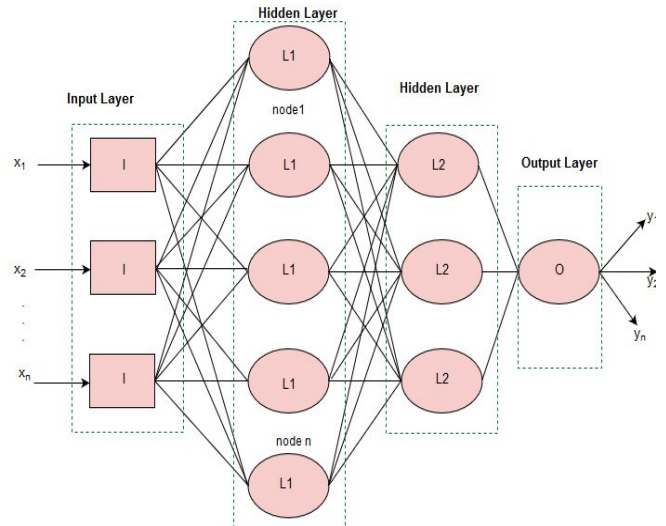 Hidden Layer
L1
Hidden Layer
Input Layer
node1
Output Layer
x1
I
L1
L2
y1
x2
I
L1
L2
O
y2
.
.
.
yn
xn
I
L1
L2
node n
L1